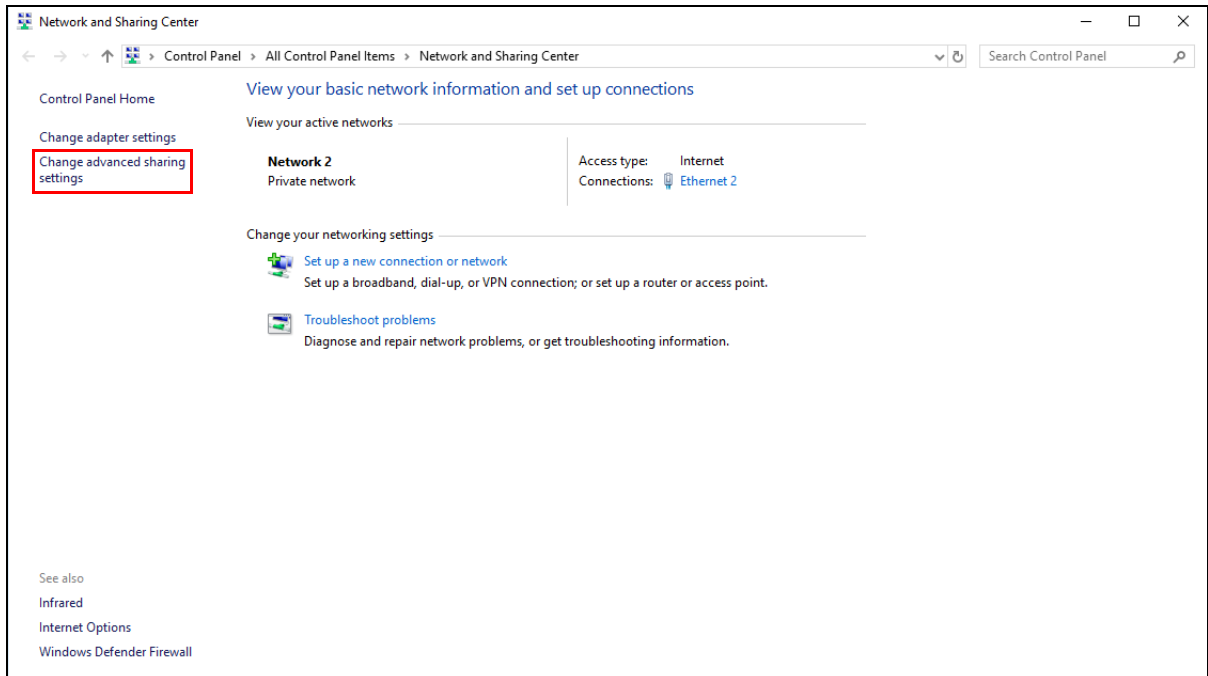 Network and Sharing Center
Control Panel > All Control Panel Items > Network and Sharing Center
Search Control Panel
Control Panel Home
Change adapter settings
Change advanced sharing
settings
View your basic network information and set up connections
View your active networks
Network 2
Private network
Access type: Internet
Connections: Ethernet 2
Change your networking settings
Set up a new connection or network
Set up a broadband, dial-up, or VPN connection; or set up a router or access point.
Troubleshoot problems
Diagnose and repair network problems, or get troubleshooting information.
See also
Infrared
Internet Options
Windows Defender Firewall